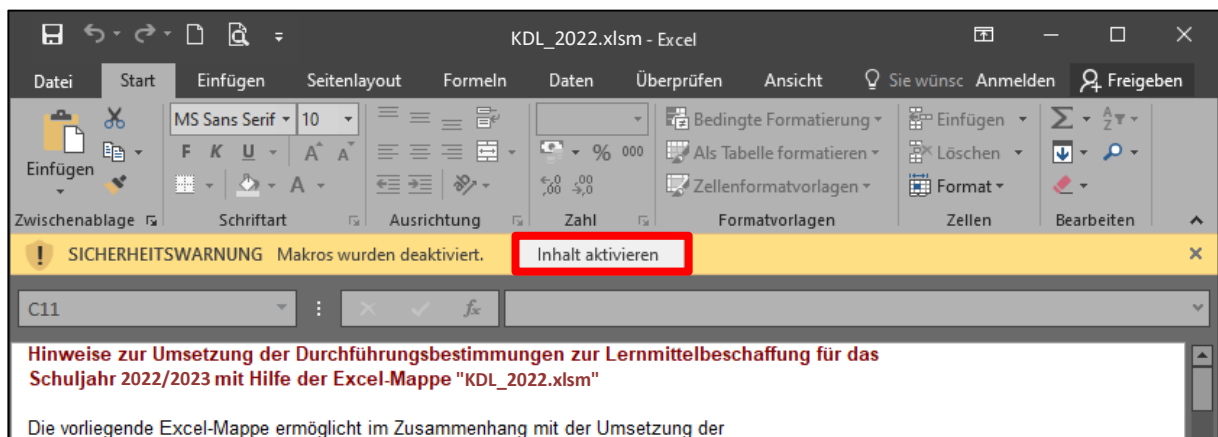 KDL_2022.xlsm - Excel
Datei Start Einfügen Seitenlayout Formeln Daten Überprüfen Ansicht Sie wünsc Anmelden Freigeben
MS Sans Serif 10 Bedingte Formatierung Einfügen
Einfügen F K U A A % 000 Als Tabelle formatieren Löschen
A Zellenformatvorlagen Format
Zwischenablage Schriftart Ausrichtung Zahl Formatvorlagen Zellen Bearbeiten
SICHERHEITSWARNUNG Makros wurden deaktiviert. Inhalt aktivieren
C11 fx
Hinweise zur Umsetzung der Durchführungsbestimmungen zur Lernmittelbeschaffung für das
Schuljahr 2022/2023 mit Hilfe der Excel-Mappe "KDL_2022.xlsm"
Die vorliegende Excel-Mappe ermöglicht im Zusammenhang mit der Umsetzung der